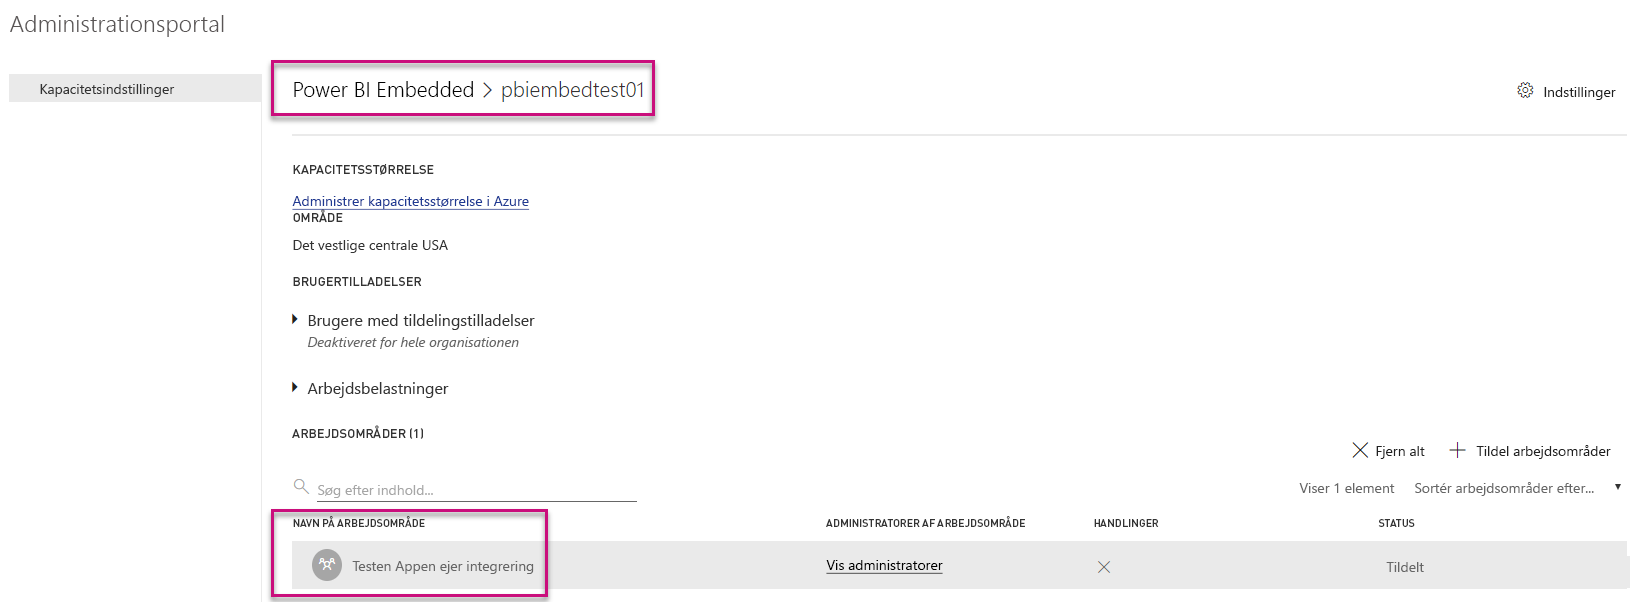 Administrationsportal
Kapacitetsindstillinger
Power BI Embedded > pbiembedtest01
Indstillinger
KAPACITETSSTØRRELSE
Administrer kapacitetsstørrelse i Azure
OMRÅDE
Det vestlige centrale USA
BRUGERTILLADELSER
Brugere med tildelingstilladelser
Deaktiveret for hele organisationen
Arbejdsbelastninger
ARBEJDSOMRÅDER (1)
Fjern alt
Tildel arbejdsområder
Søg efter indhold...
Viser 1 element
Sortér arbejdsområder efter...
NAVN PÅ ARBEJDSOMRÅDE
ADMINISTRATORER AF ARBEJDSOMRÅDE
HANDLINGER
STATUS
Testen Appen ejer integrering
Vis administratorer
Tildelt